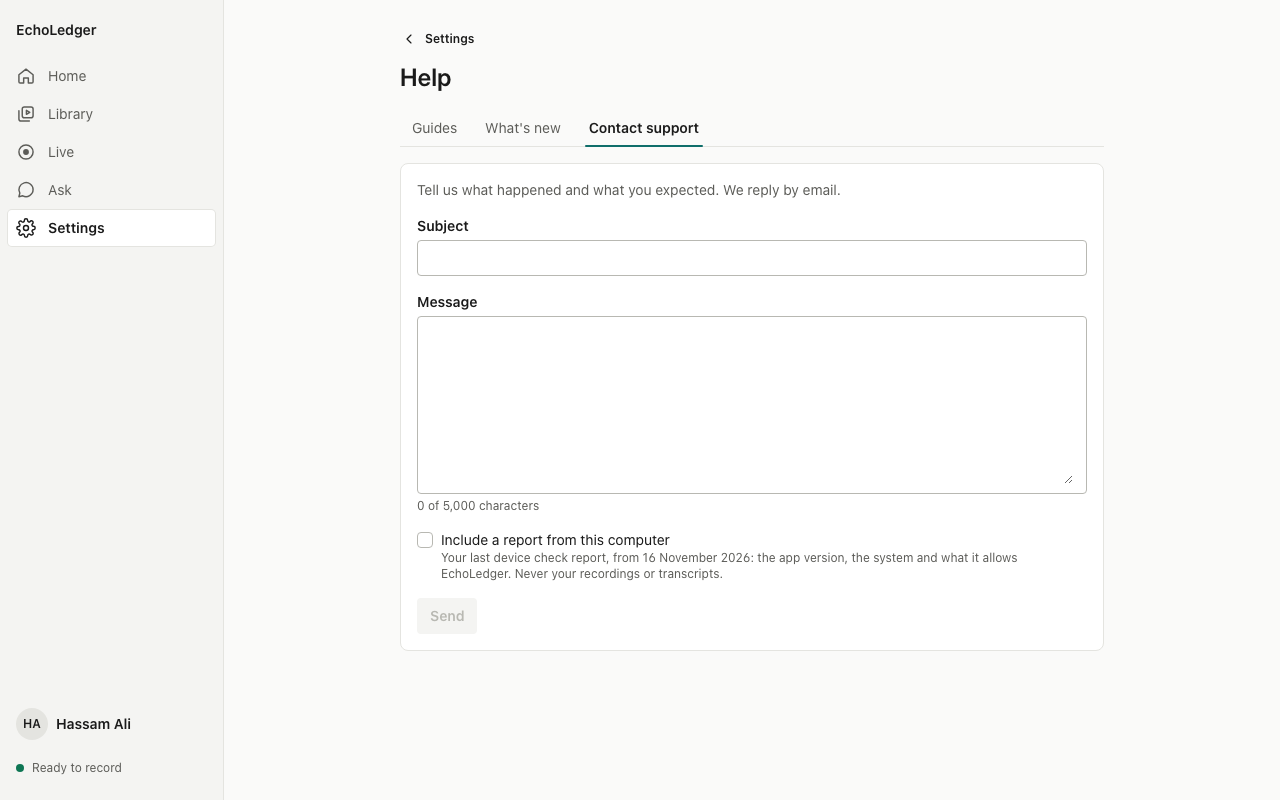 EchoLedger
Home
Library
Live
Ask
Settings
HA
Hassam Ali
Ready to record
Settings
Help
Guides
What's new
Contact support
Tell us what happened and what you expected. We reply by email.
Subject
Message
0 of 5,000 characters
Include a report from this computer
Your last device check report, from 16 November 2026: the app version, the system and what it allows
EchoLedger. Never your recordings or transcripts.
Send